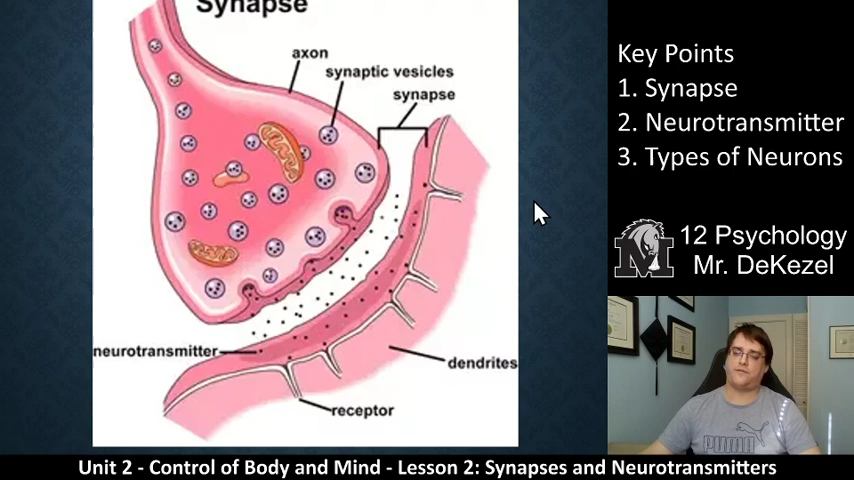 Synapse
axon
synaptic vesicles
synapse
neurotransmitter
dendrites
receptor
Key Points
1. Synapse
2. Neurotransmitter
3. Types of Neurons
M
12 Psychology
Mr. DeKezel
PUMA
Unit 2 - Control of Body and Mind - Lesson 2: Synapses and Neurotransmitters